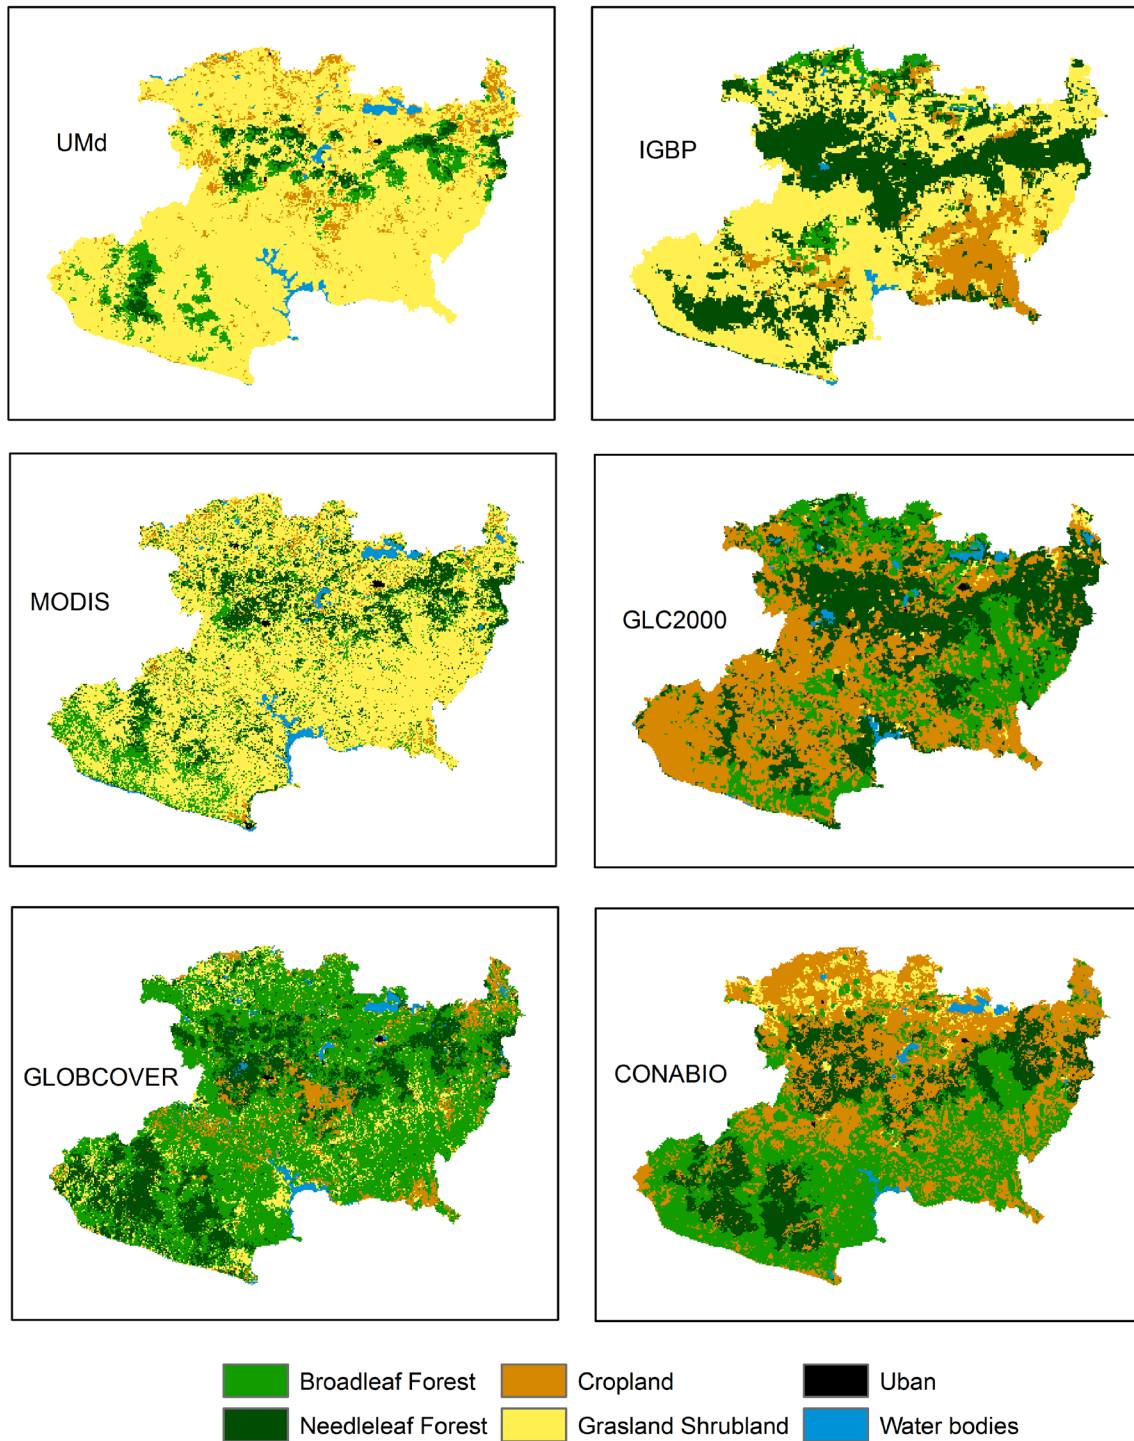 UMd
IGBP
MODIS
GLC2000
GLOBCOVER
CONABIO
Broadleaf Forest
Cropland
Uban
Needleleaf Forest
Grasland Shrubland
Water bodies